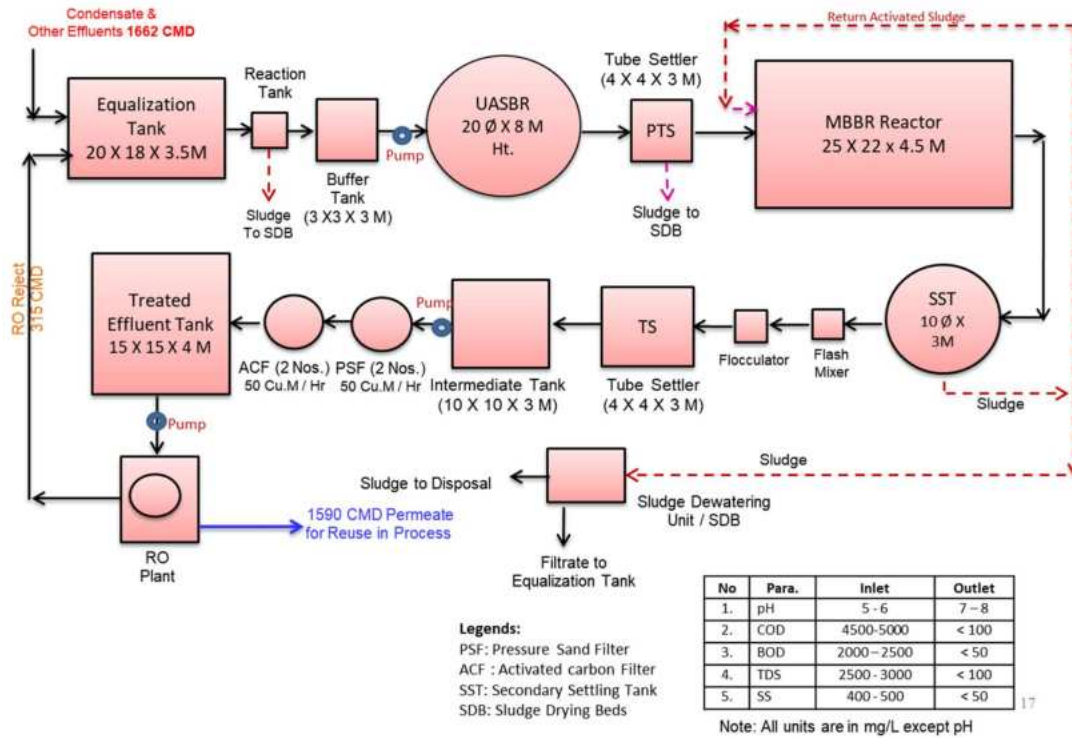 Condensate &
Other Effluents 1662 CMD
Equalization
Tank
20 X 18 X 3.5M
Reaction
Tank
Sludge
To SDB
Buffer
Tank
(3 X3 X 3 M)
Pump
UASBR
20 Ø X 8 M
Ht.
Tube Settler
(4 X 4 X 3 M)
PTS
Sludge to
SDB
Return Activated Sludge
MBBR Reactor
25 X 22 x 4.5 M
RO Reject
315 CMD
Treated
Effluent Tank
15 X 15 X 4 M
ACF (2 Nos.)
50 Cu.M / Hr
PSF (2 Nos.)
50 Cu.M / Hr
Pump
Intermediate Tank
(10 X 10 X 3 M)
TS
Tube Settler
(4 X 4 X 3 M)
Flocculator
Flash
Mixer
SST
10 Ø X
3M
Sludge
Pump
RO
Plant
1590 CMD Permeate
for Reuse in Process
Sludge to Disposal
Sludge
Sludge Dewatering
Unit / SDB
Filtrate to
Equalization Tank
Legends:
PSF: Pressure Sand Filter
ACF : Activated carbon Filter
SST: Secondary Settling Tank
SDB: Sludge Drying Beds
No Para. Inlet Outlet
1. pH 5 - 6 7 – 8
2. COD 4500-5000 < 100
3. BOD 2000 – 2500 < 50
4. TDS 2500 - 3000 < 100
5. SS 400 - 500 < 50
17
Note: All units are in mg/L except pH